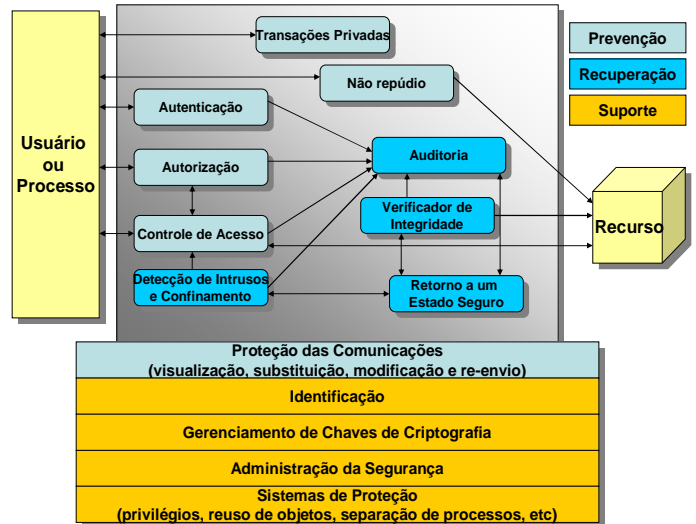 Transações Privadas
Prevenção
Não repúdio
Recuperação
Autenticação
Suporte
Usuário
ou
Processo
Auditoria
Autorização
Verificador de
Integridade
Controle de Acesso
Recurso
Detecção de Intrusos
e Confinamento
Retorno a um
Estado Seguro
Proteção das Comunicações
(visualização, substituição, modificação e re-envio)
Identificação
Gerenciamento de Chaves de Criptografia
Administração da Segurança
Sistemas de Proteção
(privilégios, reuso de objetos, separação de processos, etc)